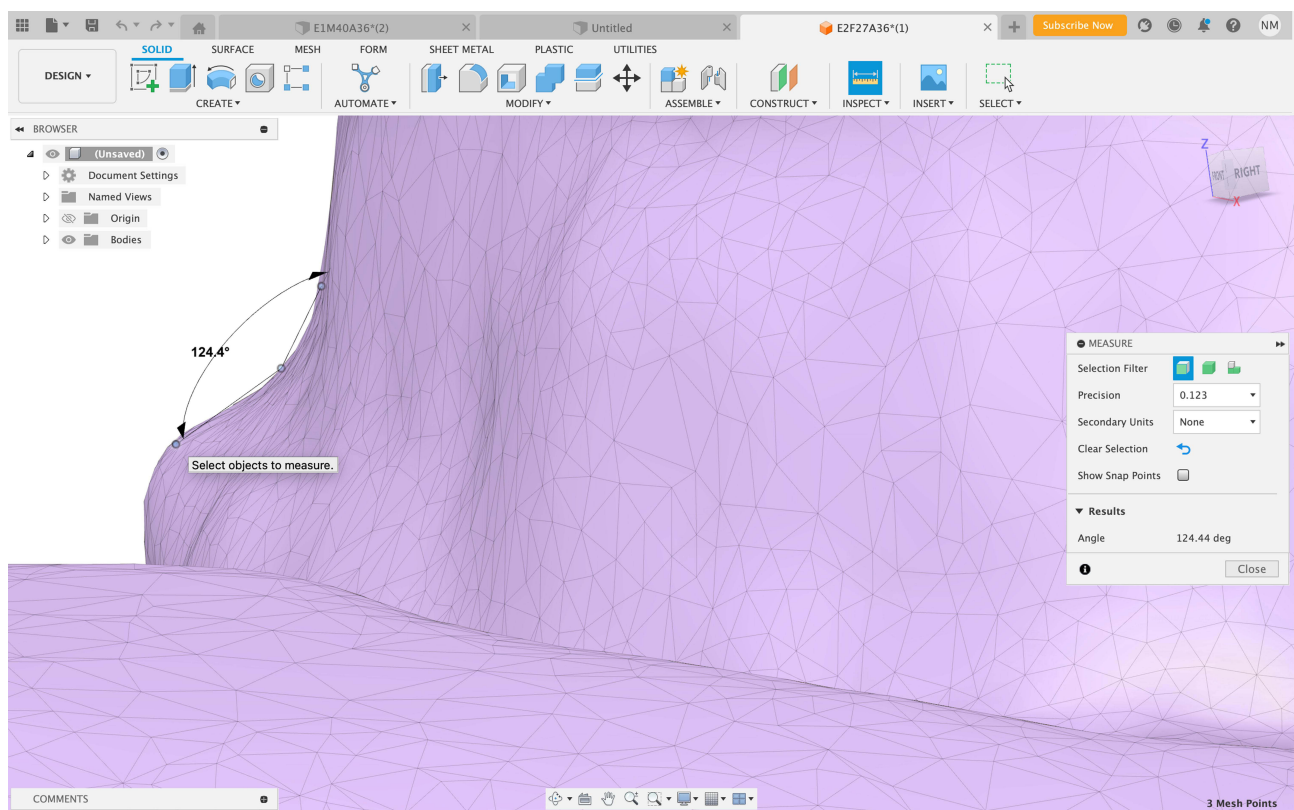 E1M40A36*(2)
Untitled
E2F27A36*(1)
Subscribe Now
NM
SOLID SURFACE MESH FORM SHEET METAL PLASTIC UTILITIES
DESIGN
CREATE AUTOMATE MODIFY ASSEMBLE CONSTRUCT INSPECT INSERT SELECT
BROWSER
(Unsaved)
Document Settings
Named Views
Origin
Bodies
Z
FRONT RIGHT
X
124.4°
Select objects to measure.
MEASURE
Selection Filter
Precision 0.123
Secondary Units None
Clear Selection
Show Snap Points
Results
Angle 124.44 deg
Close
COMMENTS
3 Mesh Points